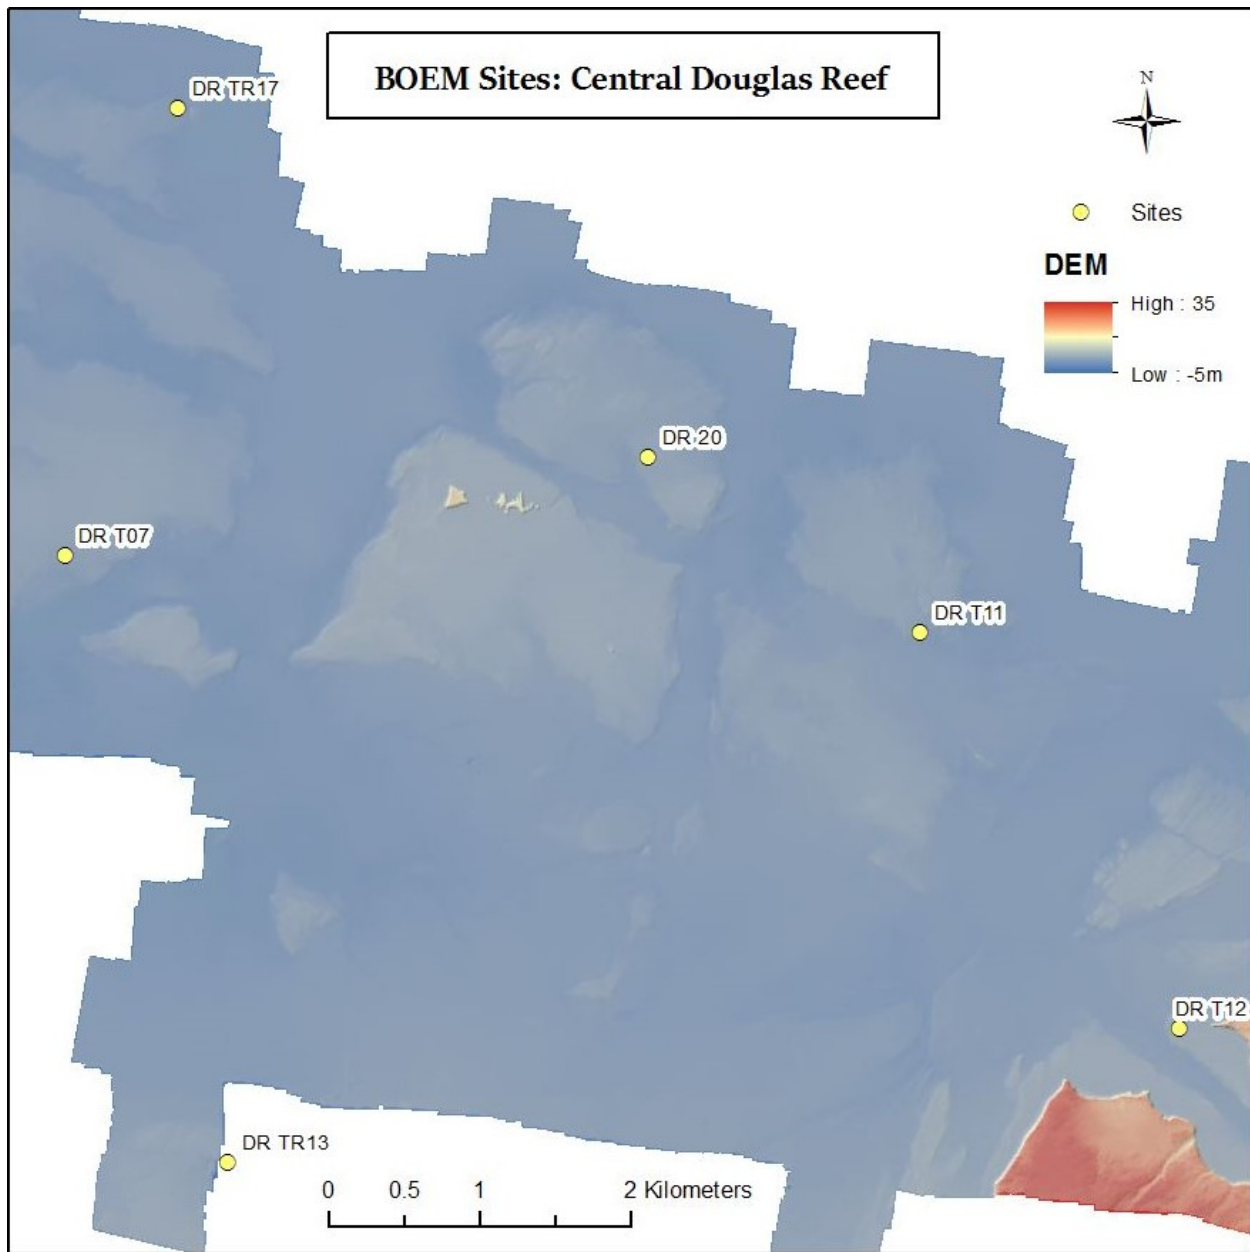 BOEM Sites: Central Douglas Reef
DR TR17
N
Sites
DEM
High : 35
Low : -5m
DR 20
DR T07
DR T11
DR T12
DR TR13
0 0.5 1 2 Kilometers